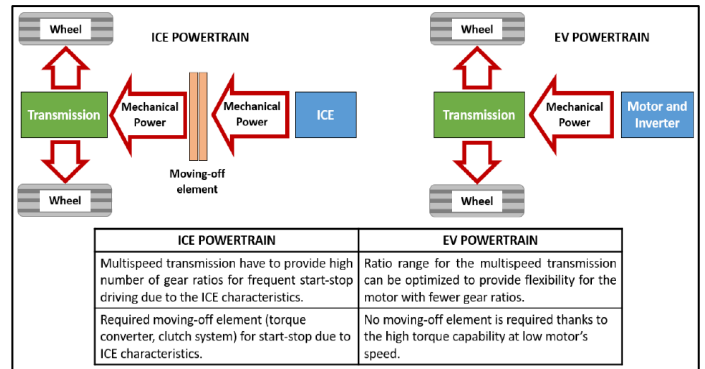 Wheel
ICE POWERTRAIN
Transmission
Mechanical
Power
Mechanical
Power
ICE
Moving-off
element
Wheel
Wheel
EV POWERTRAIN
Transmission
Mechanical
Power
Motor and
Inverter
Wheel
ICE POWERTRAIN
EV POWERTRAIN
Multispeed transmission have to provide high
number of gear ratios for frequent start-stop
driving due to the ICE characteristics.
Ratio range for the multispeed transmission
can be optimized to provide flexibility for the
motor with fewer gear ratios.
Required moving-off element (torque
converter, clutch system) for start-stop due to
ICE characteristics.
No moving-off element is required thanks to
the high torque capability at low motor’s
speed.